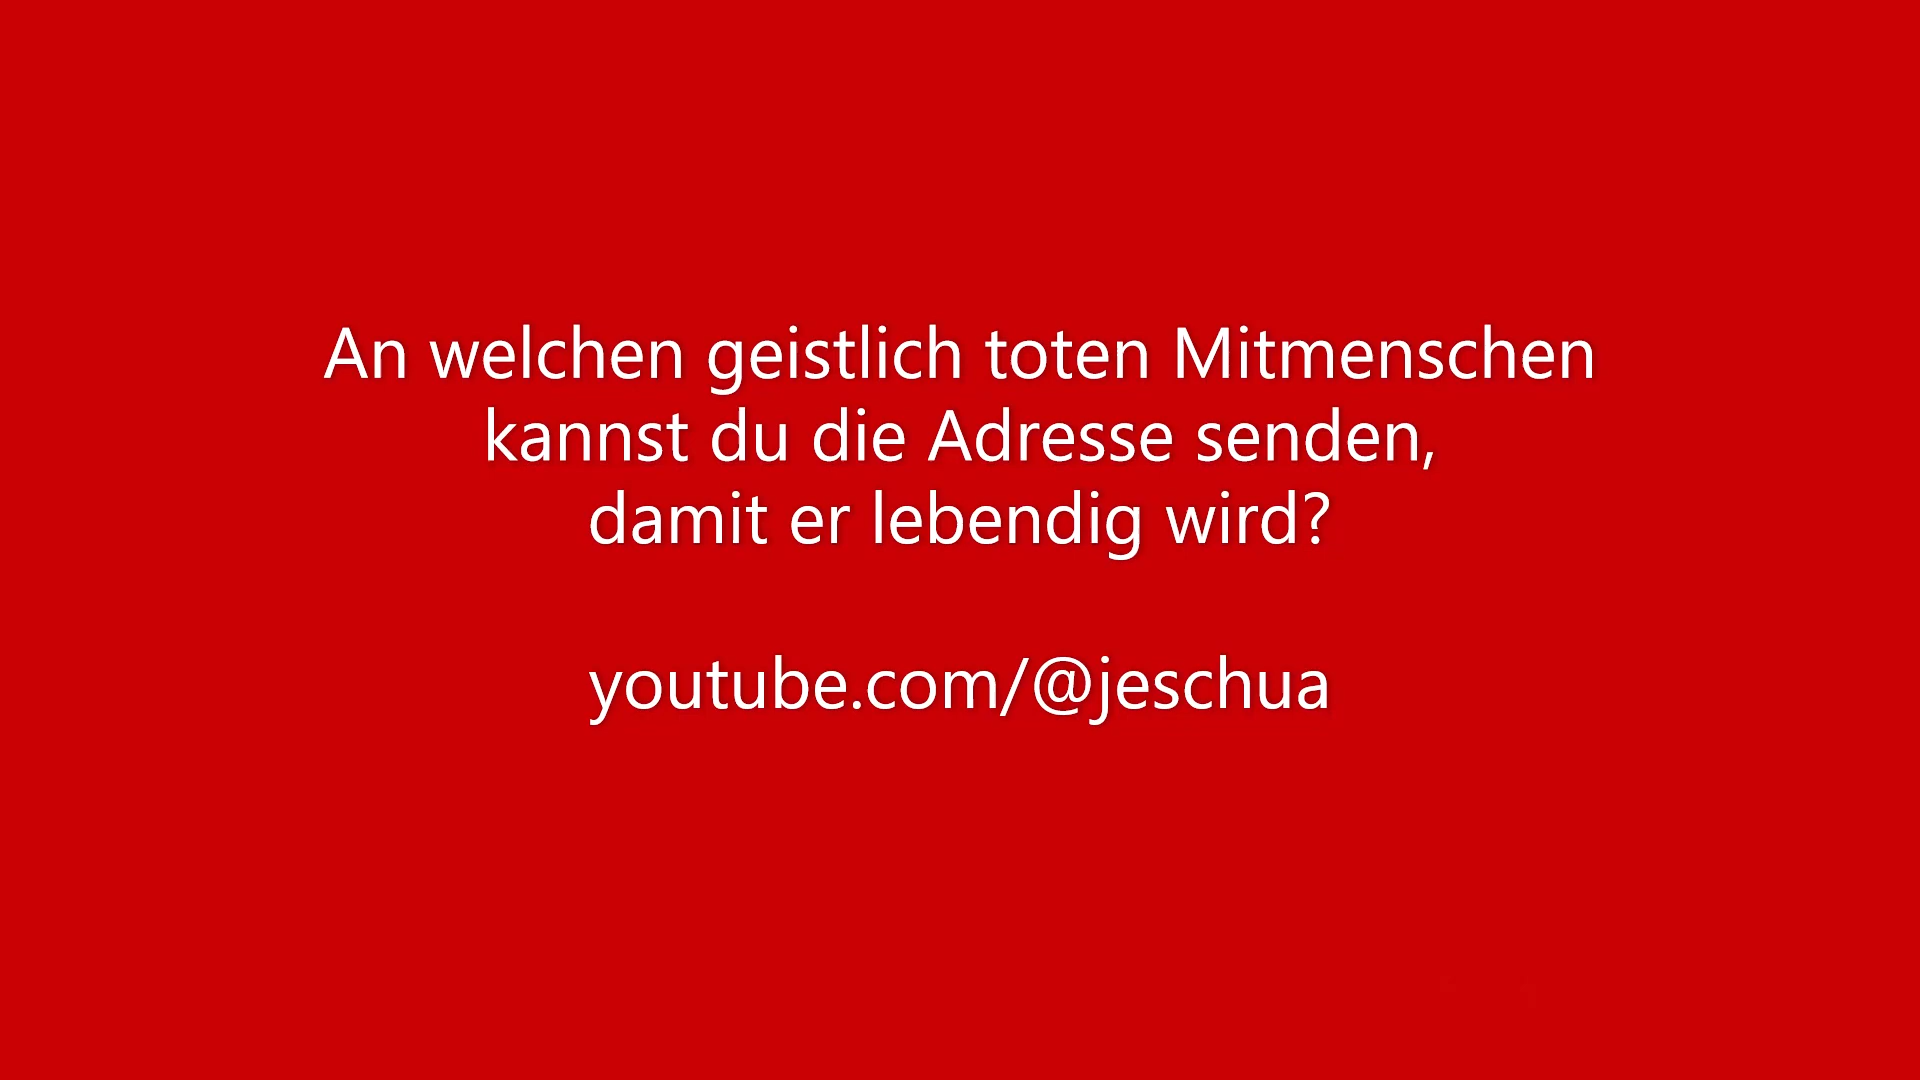 An welchen geistlich toten Mitmenschen
kannst du die Adresse senden,
damit er lebendig wird?
youtube.com/@jeschua